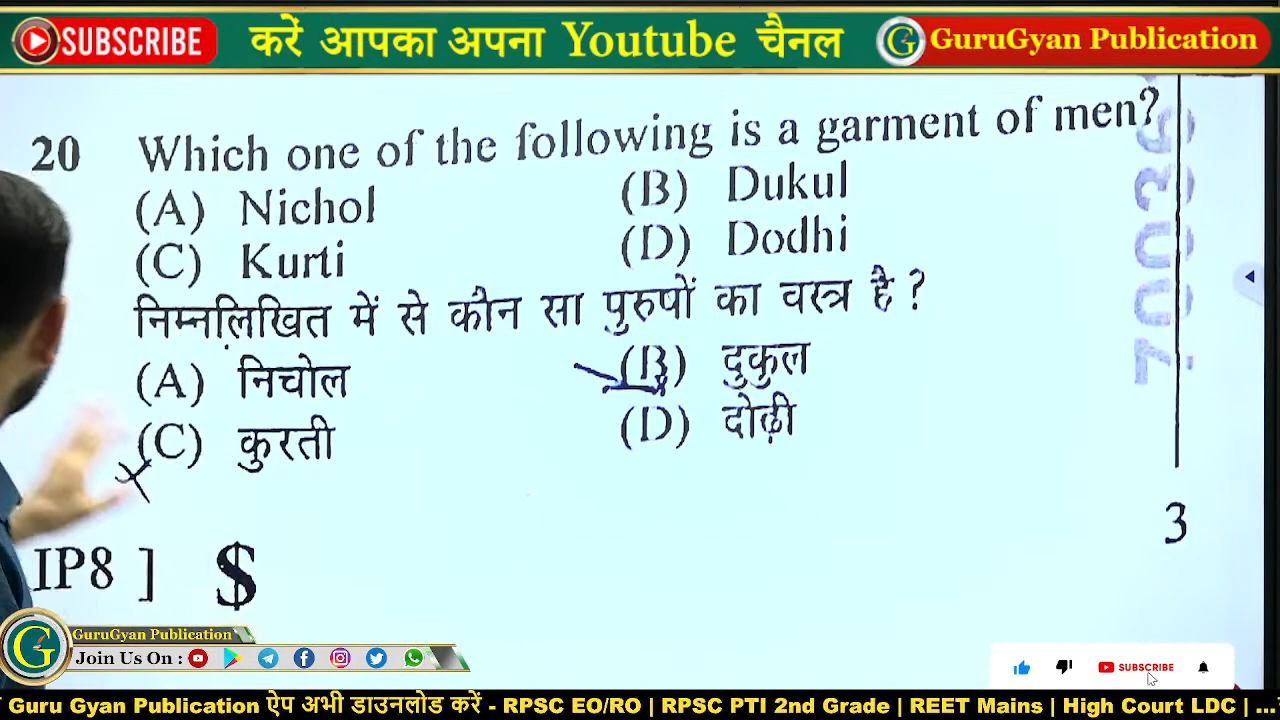 SUBSCRIBE करें आपका अपना Youtube चैनल GuruGyan Publication
20 Which one of the following is a garment of men?
(A) Nichol (B) Dukul
(C) Kurti (D) Dodhi
निम्नलिखित में से कौन सा पुरुषों का वस्त्र है ?
(A) निचोल (B) दुकुल
(C) कुरती (D) दोढ़ी
3
IP8 ] $
GuruGyan Publication
Join Us On :
SUBSCRIBE
Guru Gyan Publication ऐप अभी डाउनलोड करें - RPSC EO/RO | RPSC PTI 2nd Grade | REET Mains | High Court LDC | ...